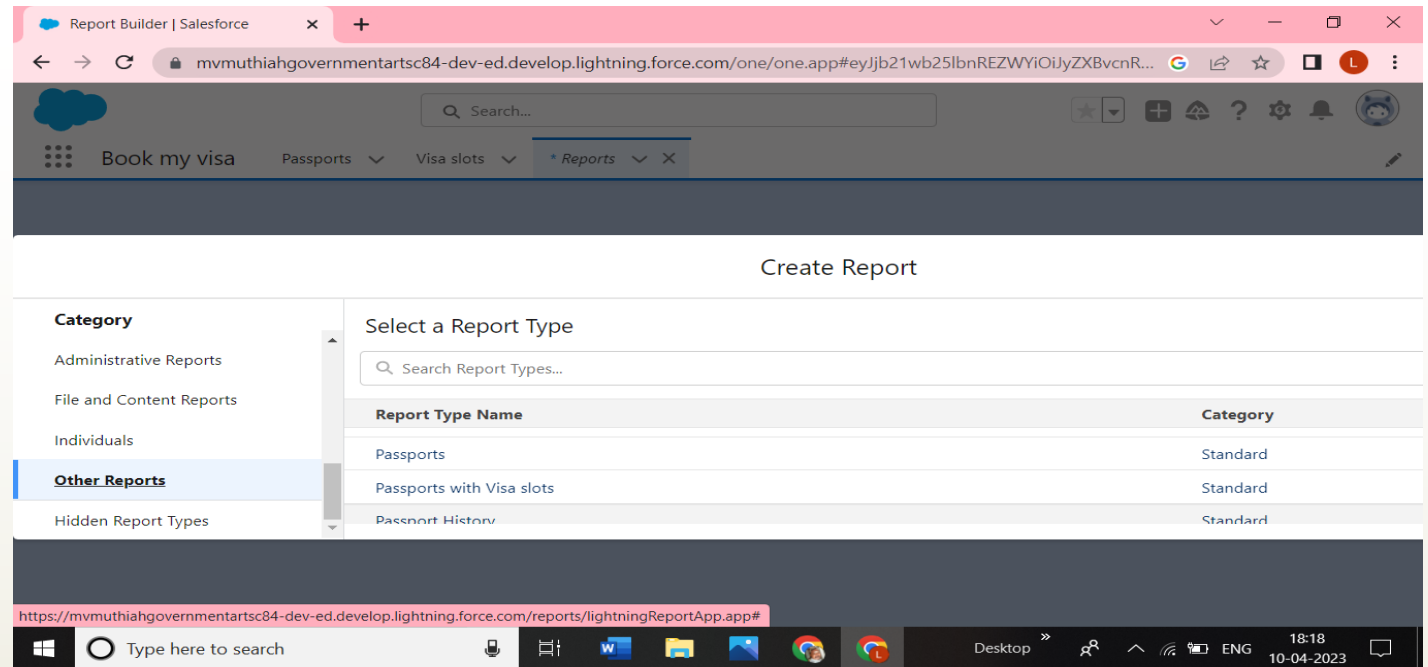 Report Builder | Salesforce
mvmuthiahgovernmentartsc84-dev-ed.develop.lightning.force.com/one/one.app#eyJjb21wb25lbnREZWYiOiJyZXBvcnR...
Search...
Book my visa Passports Visa slots * Reports
Create Report
Category
Administrative Reports
File and Content Reports
Individuals
Other Reports
Hidden Report Types
Select a Report Type
Search Report Types...
Report Type Name Category
Passports Standard
Passports with Visa slots Standard
Passport History Standard
https://mvmuthiahgovernmentartsc84-dev-ed.develop.lightning.force.com/reports/lightningReportApp.app#
Type here to search
Desktop
ENG
18:18
10-04-2023